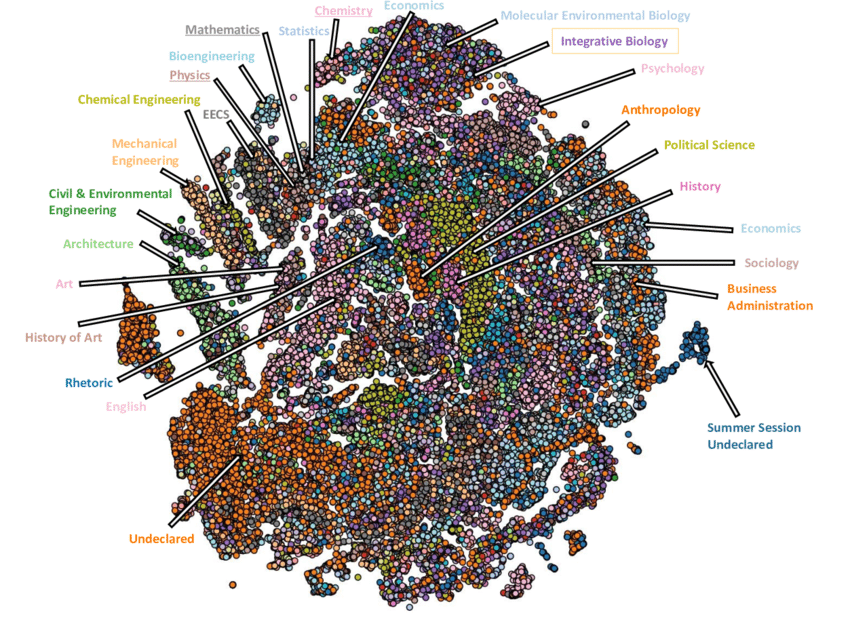 Economics
Chemistry
Molecular Environmental Biology
Mathematics
Statistics
Integrative Biology
Bioengineering
Physics
Psychology
Chemical Engineering
EECS
Anthropology
Mechanical
Engineering
Political Science
History
Civil & Environmental
Engineering
Economics
Architecture
Sociology
Art
Business
Administration
History of Art
Rhetoric
English
Summer Session
Undeclared
Undeclared